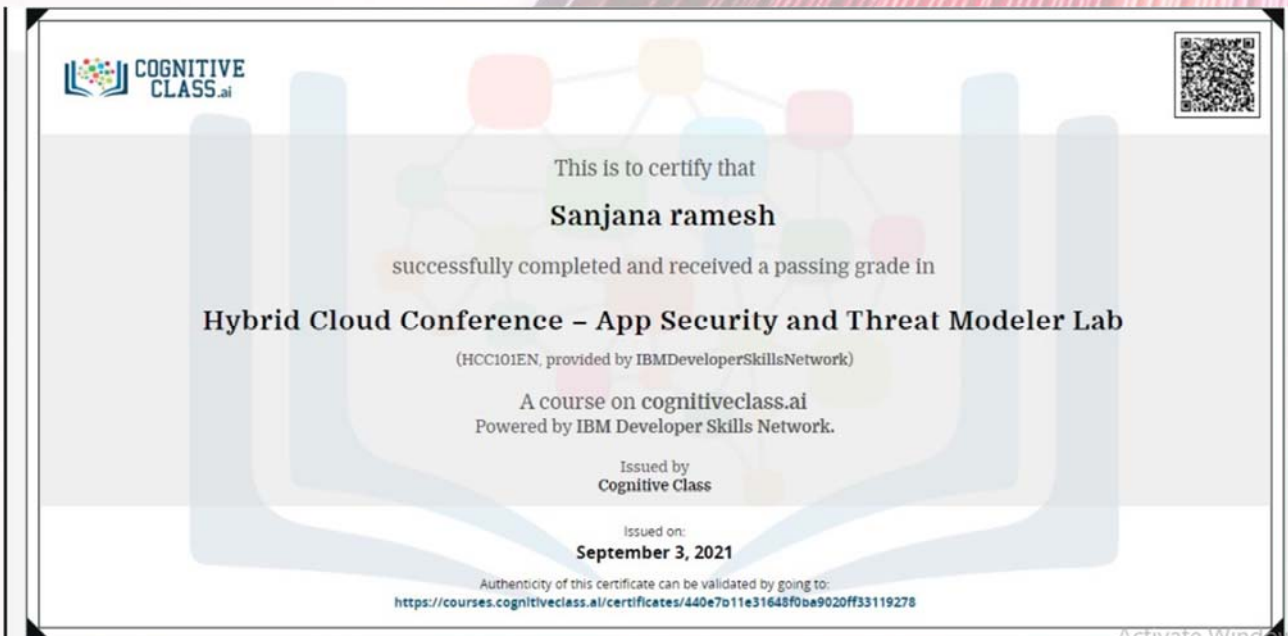 COGNITIVE
CLASS.ai
This is to certify that
Sanjana ramesh
successfully completed and received a passing grade in
Hybrid Cloud Conference – App Security and Threat Modeler Lab
(HCC101EN, provided by IBMDeveloperSkillsNetwork)
A course on cognitiveclass.ai
Powered by IBM Developer Skills Network.
Issued by
Cognitive Class
Issued on:
September 3, 2021
Authenticity of this certificate can be validated by going to:
https://courses.cognitiveclass.ai/certificates/440e7b11e31648f0ba9020ff33119278